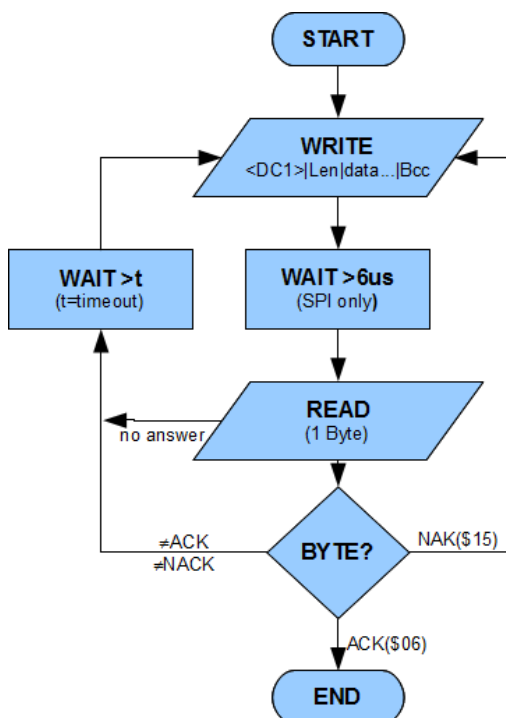 START
WRITE
<DC1>|Len|data...|Bcc
WAIT >t
(t=timeout)
WAIT >6us
(SPI only)
READ
(1 Byte)
no answer
≠ACK
≠NACK
BYTE?
NAK($15)
ACK($06)
END